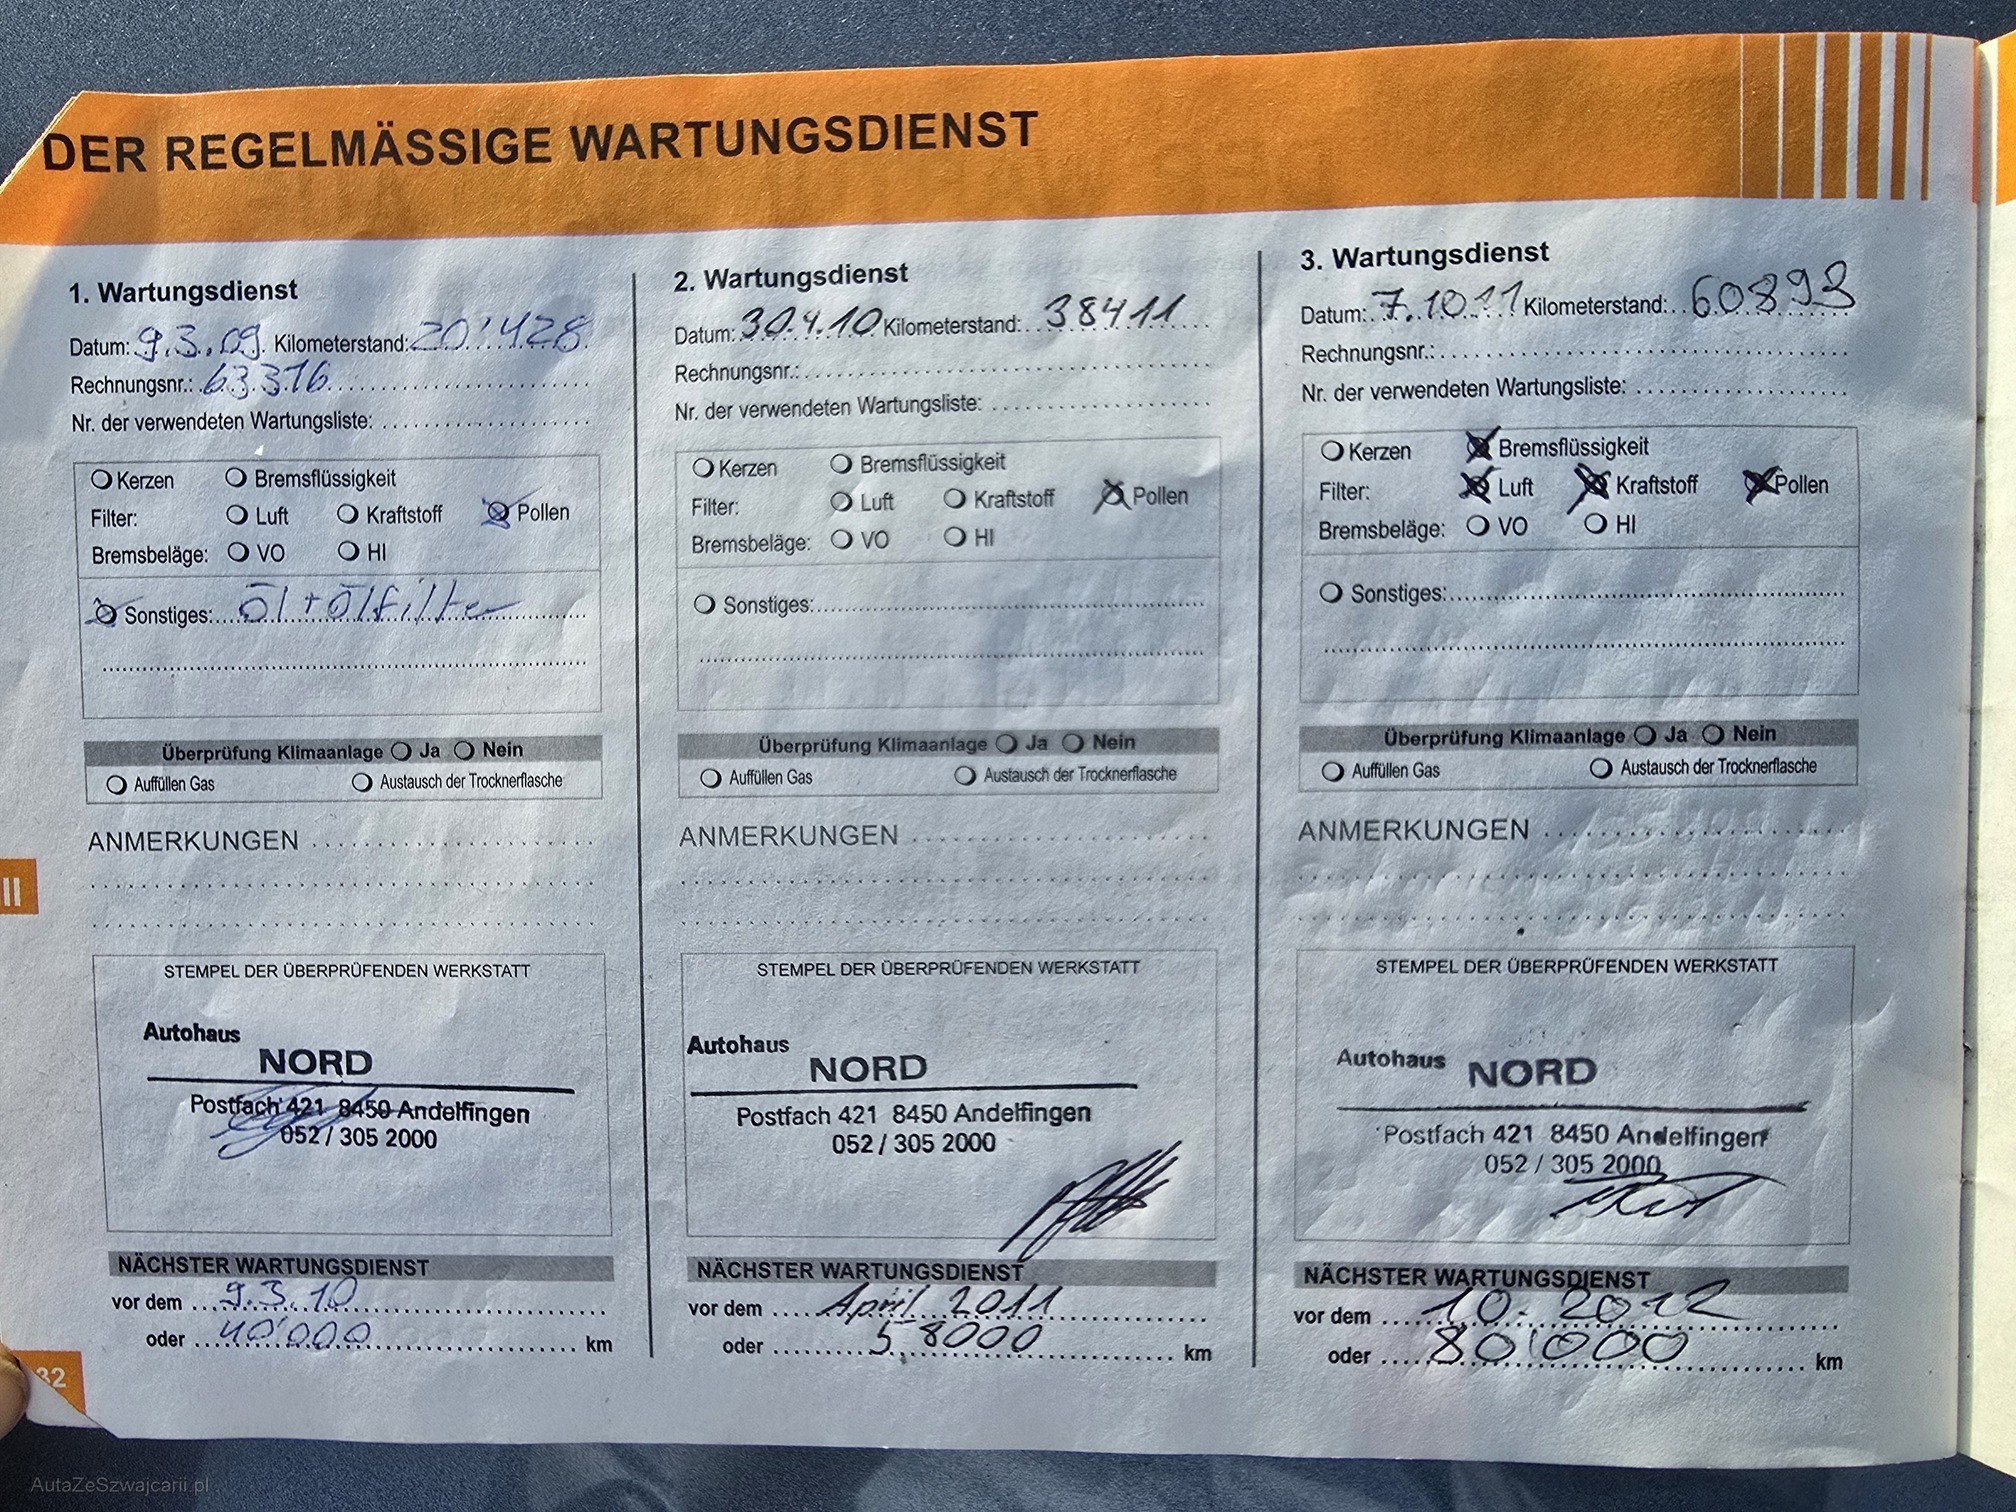 DER REGELMÄSSIGE WARTUNGSDIENST
1. Wartungsdienst
Datum: 9.3.09. Kilometerstand: 20'428
Rechnungsnr.: 63316
Nr. der verwendeten Wartungsliste:
Kerzen Bremsflüssigkeit
Filter: Luft Kraftstoff Pollen
Bremsbeläge: VO HI
Sonstiges: Öl + Ölfilter
Überprüfung Klimaanlage Ja Nein
Auffüllen Gas Austausch der Trocknerflasche
ANMERKUNGEN
STEMPEL DER ÜBERPRÜFENDEN WERKSTATT
Autohaus
NORD
Postfach 421 8450 Andelfingen
052 / 305 2000
NÄCHSTER WARTUNGSDIENST
vor dem 9.3.10
oder 40'000 km
2. Wartungsdienst
Datum: 30.4.10 Kilometerstand: 38411
Rechnungsnr.:
Nr. der verwendeten Wartungsliste:
Kerzen Bremsflüssigkeit
Filter: Luft Kraftstoff Pollen
Bremsbeläge: VO HI
Sonstiges:
Überprüfung Klimaanlage Ja Nein
Auffüllen Gas Austausch der Trocknerflasche
ANMERKUNGEN
STEMPEL DER ÜBERPRÜFENDEN WERKSTATT
Autohaus
NORD
Postfach 421 8450 Andelfingen
052 / 305 2000
NÄCHSTER WARTUNGSDIENST
vor dem April 2011
oder 58000 km
3. Wartungsdienst
Datum: 7.10.11 Kilometerstand: 60893
Rechnungsnr.:
Nr. der verwendeten Wartungsliste:
Kerzen Bremsflüssigkeit
Filter: Luft Kraftstoff Pollen
Bremsbeläge: VO HI
Sonstiges:
Überprüfung Klimaanlage Ja Nein
Auffüllen Gas Austausch der Trocknerflasche
ANMERKUNGEN
STEMPEL DER ÜBERPRÜFENDEN WERKSTATT
Autohaus NORD
Postfach 421 8450 Andelfingen
052 / 305 2000
NÄCHSTER WARTUNGSDIENST
vor dem 10. 2012
oder 80'000 km
II
32
AutaZeSzwajcarii.pl